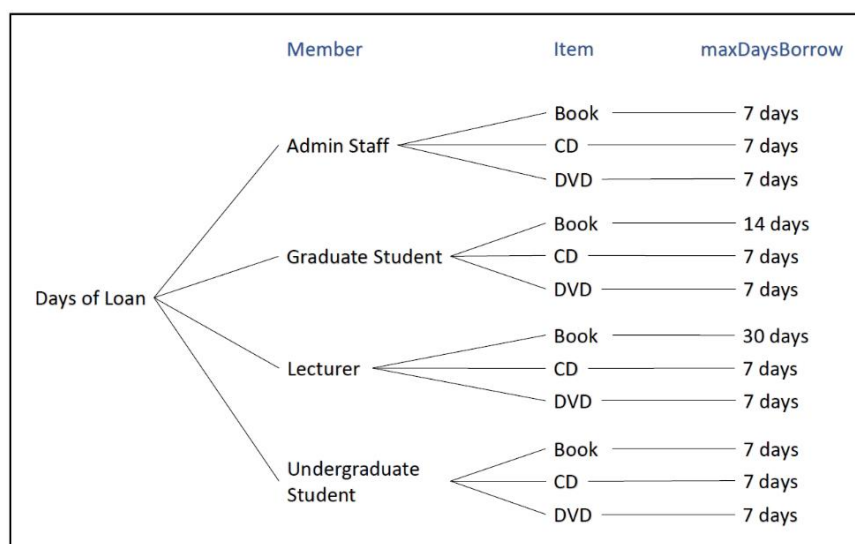 Member Item maxDaysBorrow
Book 7 days
Admin Staff CD 7 days
DVD 7 days
Book 14 days
Graduate Student CD 7 days
DVD 7 days
Days of Loan
Book 30 days
Lecturer CD 7 days
DVD 7 days
Book 7 days
Undergraduate
Student
CD 7 days
DVD 7 days